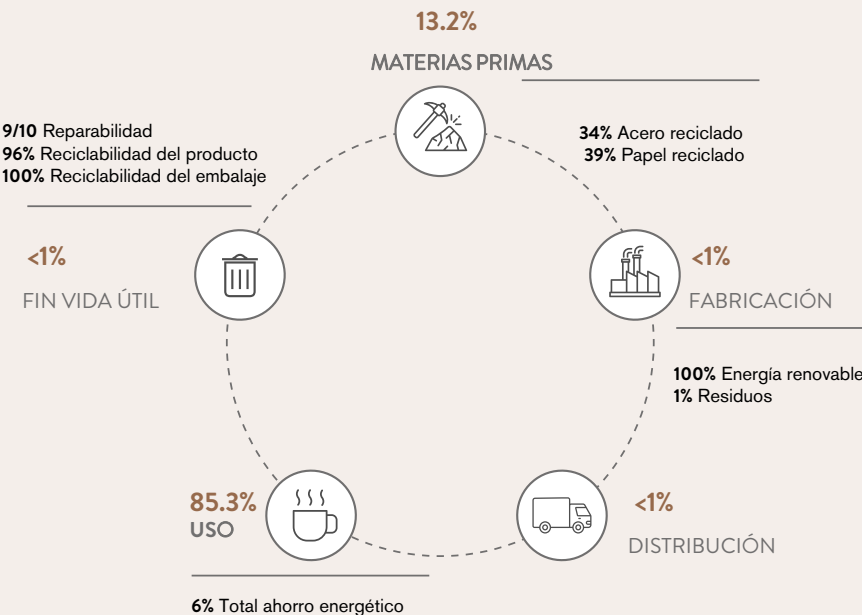 13.2%
MATERIAS PRIMAS
34% Acero reciclado
39% Papel reciclado
<1%
FABRICACIÓN
100% Energía renovable
1% Residuos
<1%
DISTRIBUCIÓN
85.3%
USO
6% Total ahorro energético
9/10 Reparabilidad
96% Reciclabilidad del producto
100% Reciclabilidad del embalaje
<1%
FIN VIDA ÚTIL